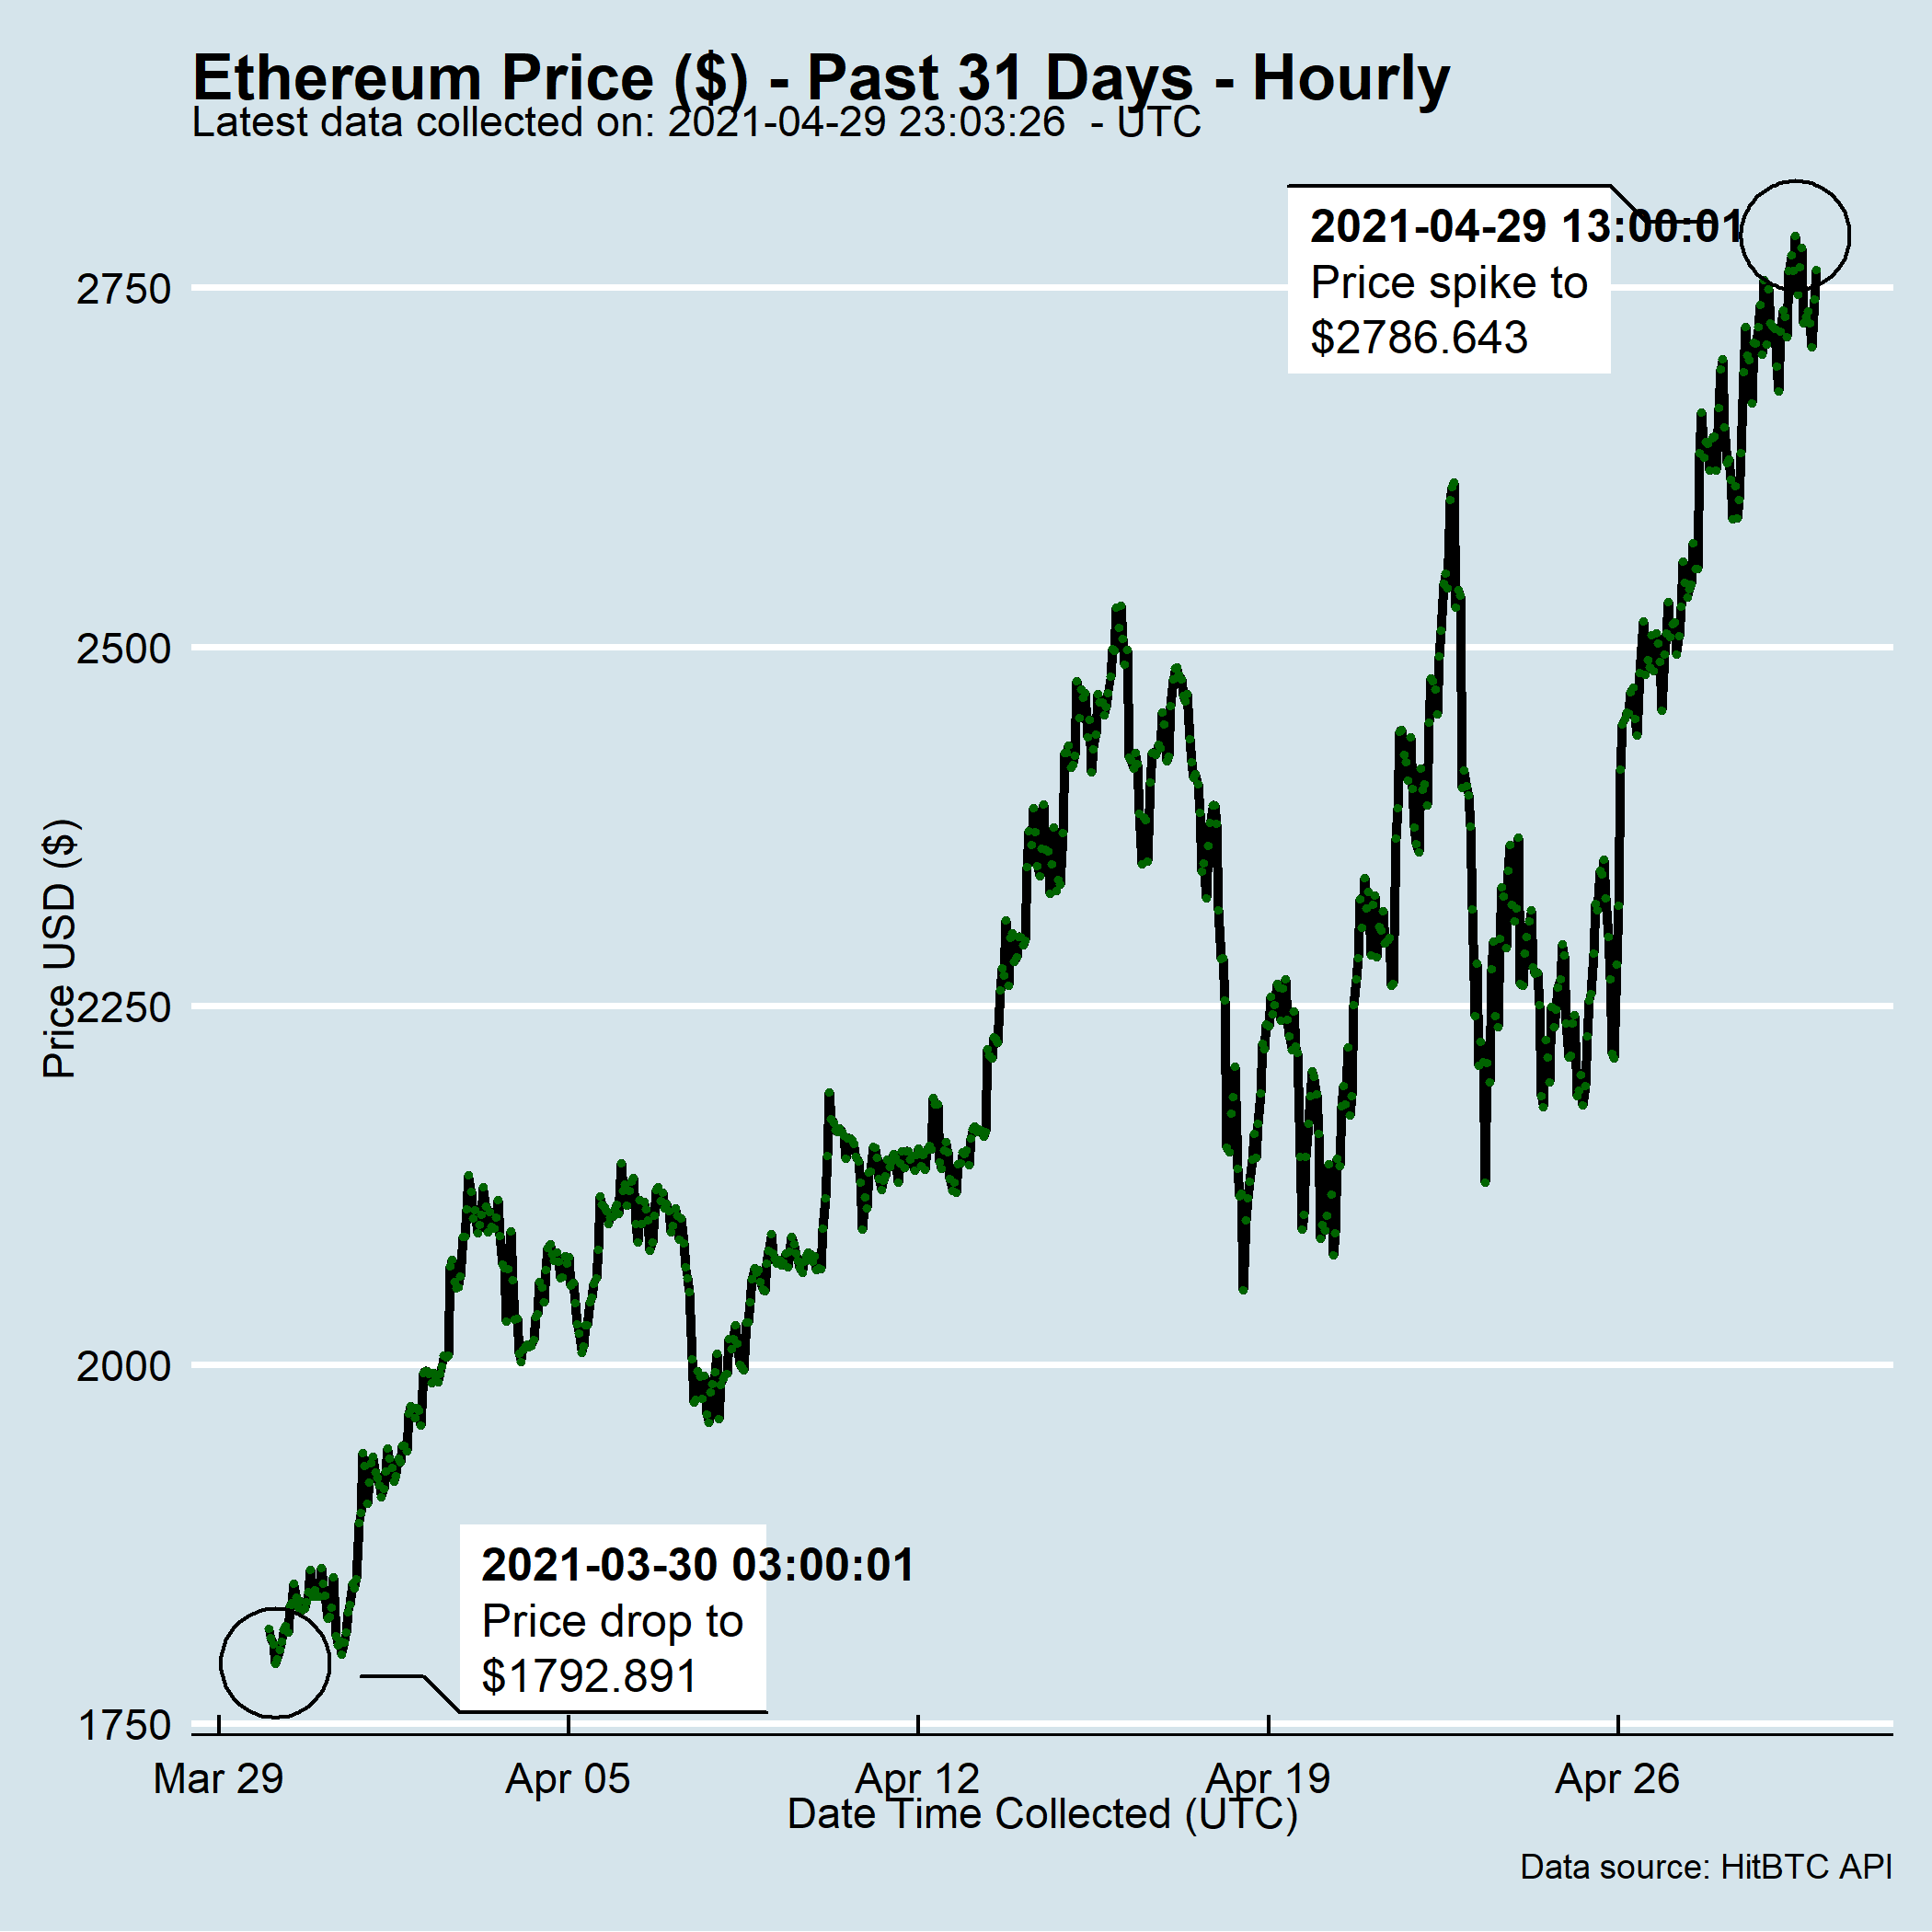 Ethereum Price ($) - Past 31 Days - Hourly
Latest data collected on: 2021-04-29 23:03:26  - UTC
2021-04-29 13:00:01
Price spike to
$2786.643
2750
2500
2250
2000
1750
Price USD ($)
2021-03-30 03:00:01
Price drop to
$1792.891
Mar 29
Apr 05
Apr 12
Apr 19
Apr 26
Date Time Collected (UTC)
Data source: HitBTC API